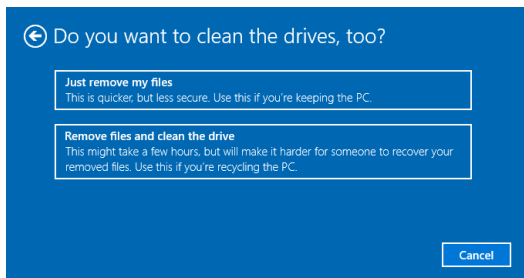 Do you want to clean the drives, too?
Just remove my files
This is quicker, but less secure. Use this if you're keeping the PC.
Remove files and clean the drive
This might take a few hours, but will make it harder for someone to recover your
removed files. Use this if you're recycling the PC.
Cancel